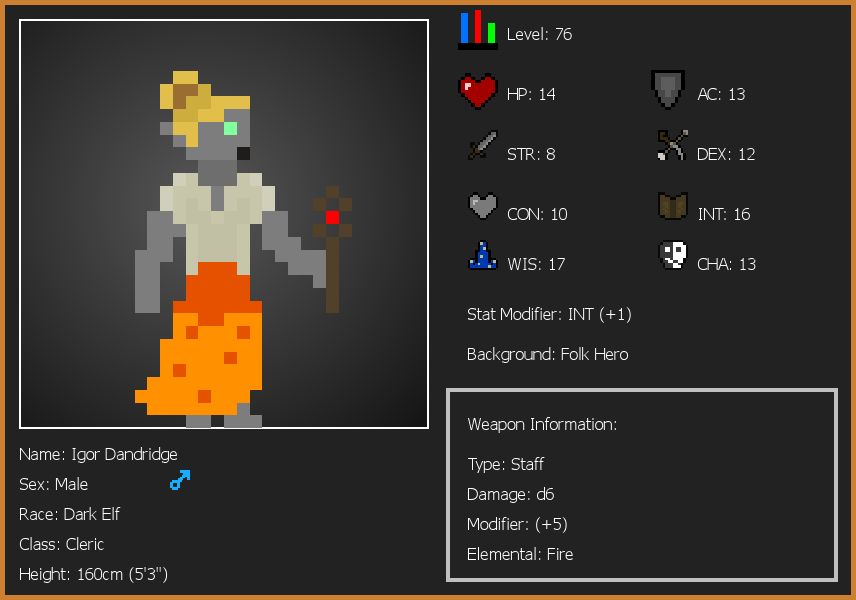 Level: 76
HP: 14
AC: 13
STR: 8
DEX: 12
CON: 10
INT: 16
WIS: 17
CHA: 13
Stat Modifier: INT (+1)
Background: Folk Hero
Weapon Information:
Type: Staff
Damage: d6
Modifier: (+5)
Elemental: Fire
Name: Igor Dandridge
Sex: Male
Race: Dark Elf
Class: Cleric
Height: 160cm (5'3")